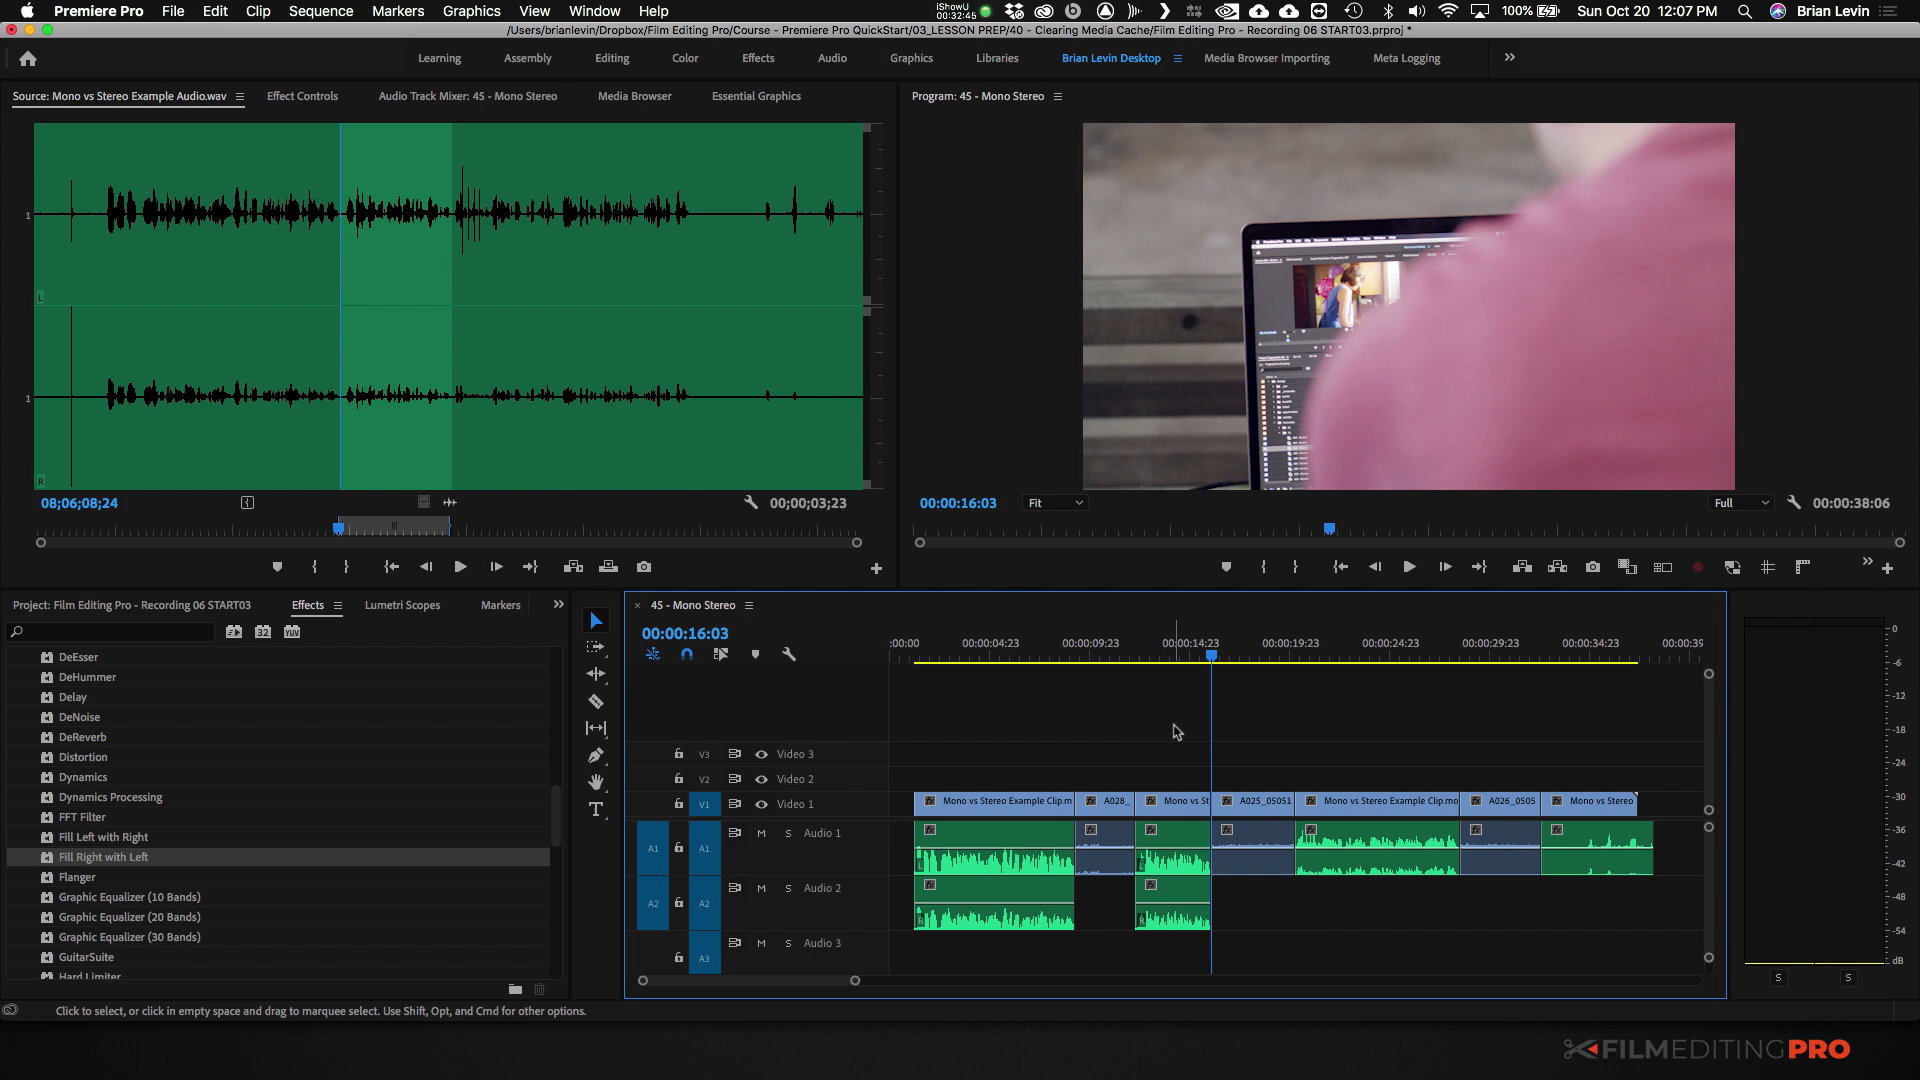 Premiere Pro File Edit Clip Sequence Markers Graphics View Window Help
iShowU
00:32:45
100% Sun Oct 20 12:07 PM Brian Levin
/Users/brianlevin/Dropbox/Film Editing Pro/Course - Premiere Pro QuickStart/03_LESSON PREP/40 - Clearing Media Cache/Film Editing Pro - Recording 06 START03.prproj *
Learning Assembly Editing Color Effects Audio Graphics Libraries Brian Levin Desktop Media Browser Importing Meta Logging
Source: Mono vs Stereo Example Audo.wav Effect Controls Audio Track Mixer: 45 - Mono Stereo Media Browser Essential Graphics
Program: 45 - Mono Stereo
1
L
1
R
08;06;08;24 00;00;03;23
00:00:16:03 Fit Full 00:00:38:06
Project: Film Editing Pro - Recording 06 START03 Effects Lumetri Scopes Markers
32 YUV
DeEsser
DeHummer
Delay
DeNoise
DeReverb
Distortion
Dynamics
Dynamics Processing
FFT Filter
Fill Left with Right
Fill Right with Left
Flanger
Graphic Equalizer (10 Bands)
Graphic Equalizer (20 Bands)
Graphic Equalizer (30 Bands)
GuitarSuite
Hard Limiter
45 - Mono Stereo
00:00:16:03
:00:00 00:00:04:23 00:00:09:23 00:00:14:23 00:00:19:23 00:00:24:23 00:00:29:23 00:00:34:23 00:00:39
V3 Video 3
V2 Video 2
V1 Video 1 Mono vs Stereo Example Clip.m A028_ Mono vs St A025_05051 Mono vs Stereo Example Clip.mo A026_0505 Mono vs Stereo
A1 A1 M S Audio 1
L
A2 A2 M S Audio 2
R R
A3 M S Audio 3
0
-6
-12
-18
-24
-30
-36
-42
-48
-54
dB
S S
Click to select, or click in empty space and drag to marquee select. Use Shift, Opt, and Cmd for other options.
FILMEDITINGPRO